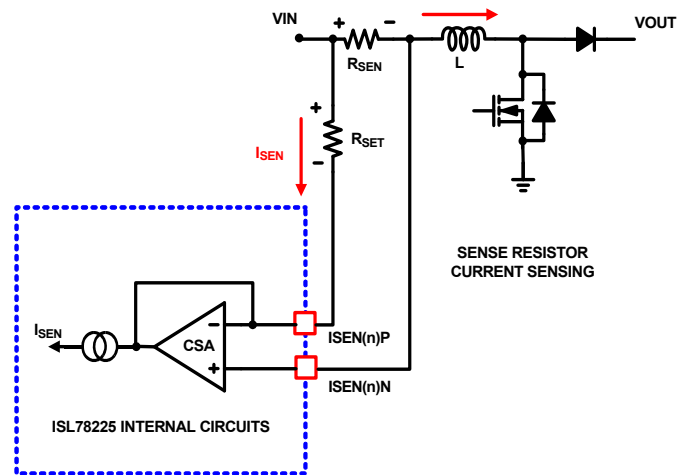 VIN
+
-
VOUT
RSEN
L
+
RSET
-
ISEN
SENSE RESISTOR
CURRENT SENSING
ISEN
-
CSA
+
ISEN(n)P
ISEN(n)N
ISL78225 INTERNAL CIRCUITS